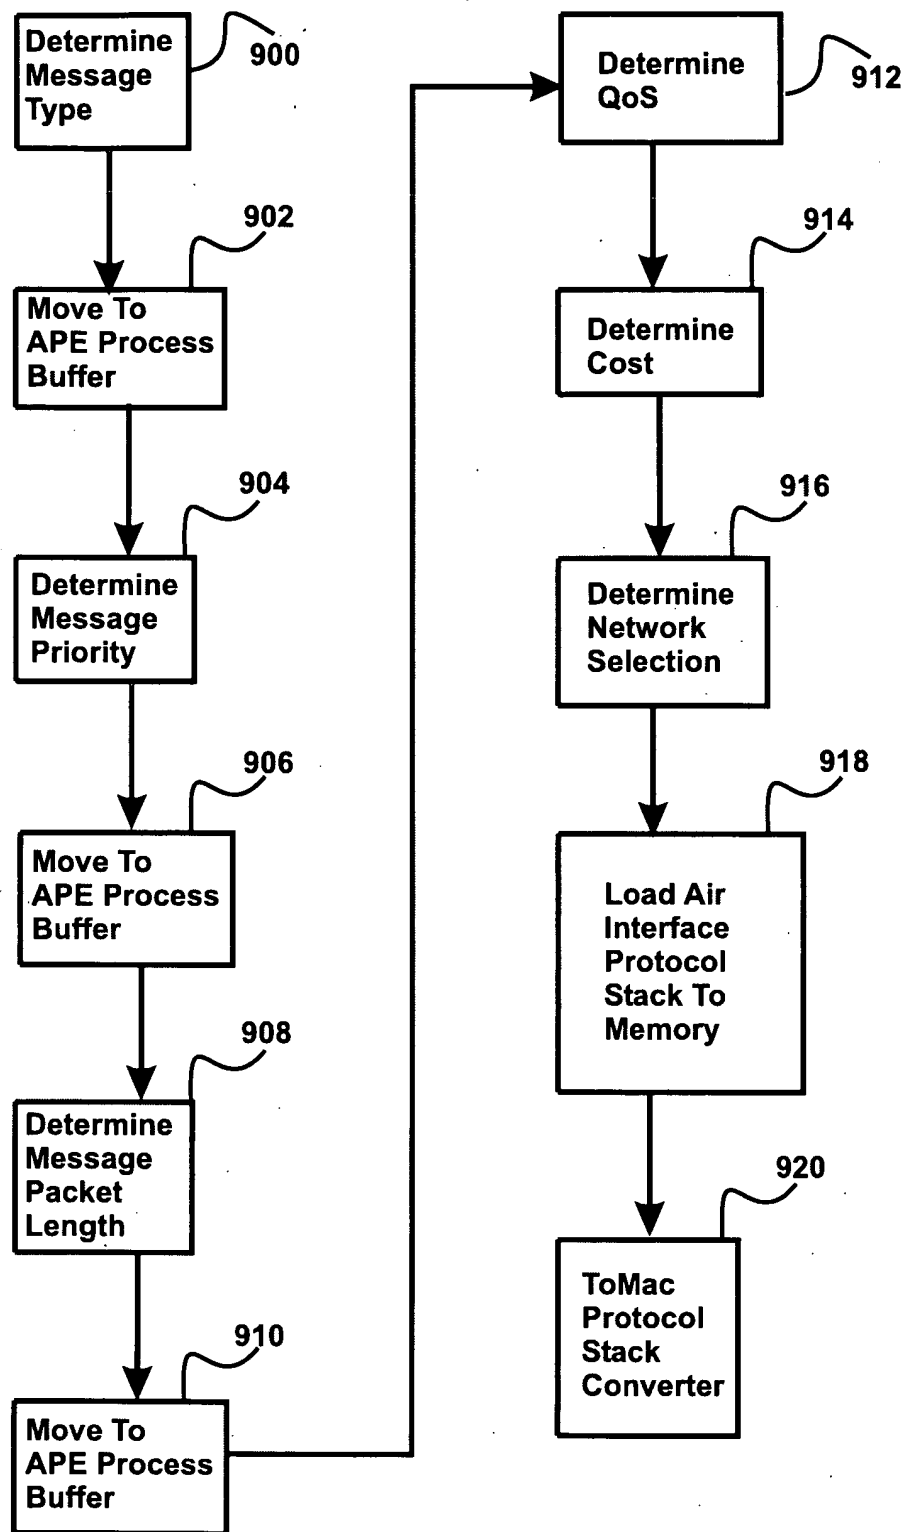 Determine
Message
Type
900
902
Move To
APE Process
Buffer
904
Determine
Message
Priority
906
Move To
APE Process
Buffer
908
Determine
Message
Packet
Length
910
Move To
APE Process
Buffer
Determine
QoS
912
914
Determine
Cost
916
Determine
Network
Selection
918
Load Air
Interface
Protocol
Stack To
Memory
920
ToMac
Protocol
Stack
Converter